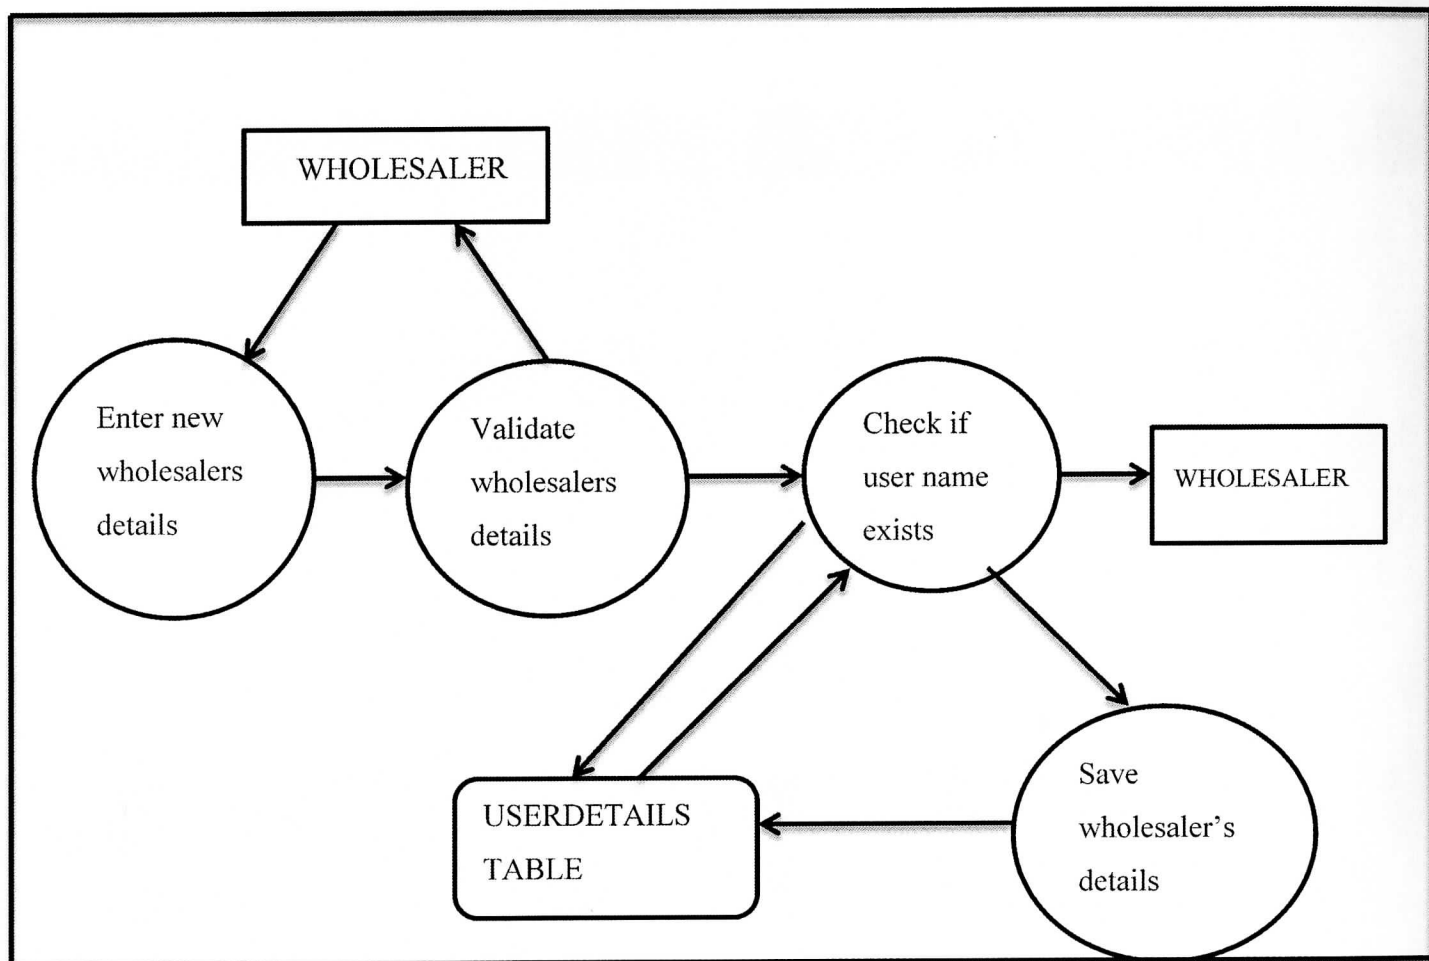 WHOLESALER
Enter new
wholesalers
details
Validate
wholesalers
details
Check if
user name
exists
WHOLESALER
USERDETAILS
TABLE
Save
wholesaler’s
details